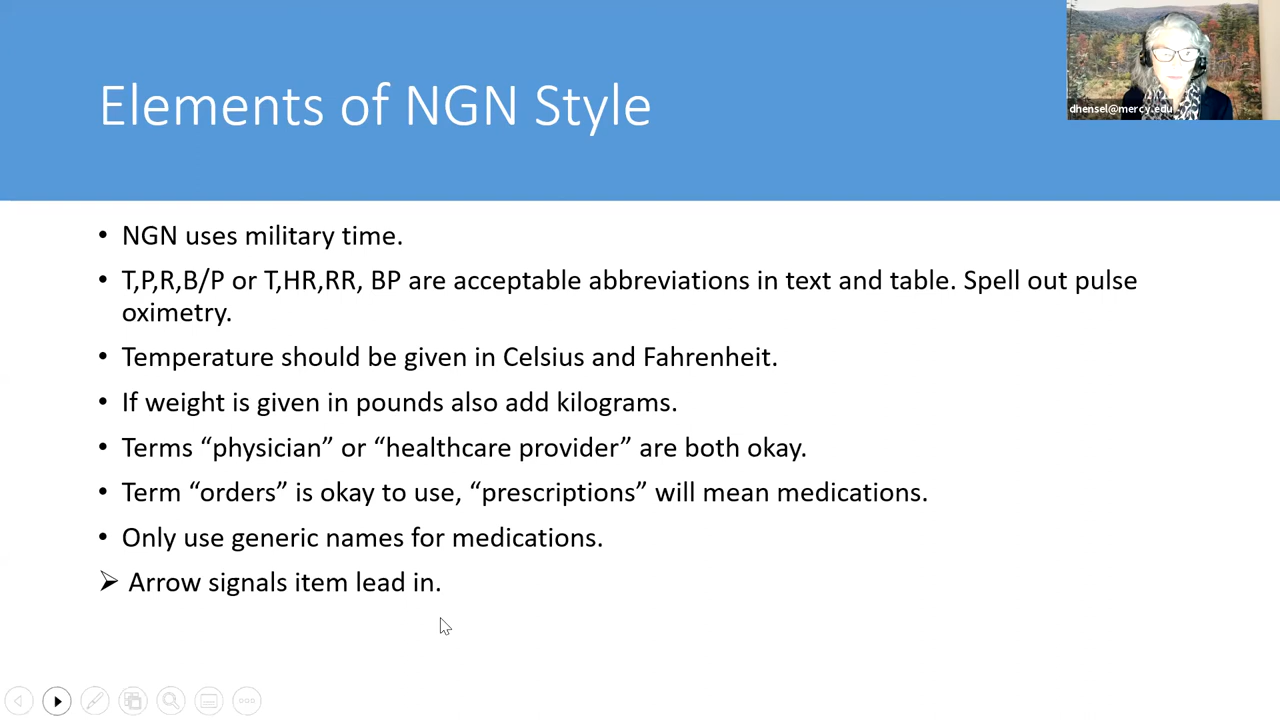 Elements of NGN Style
dhensel@mercy.edu
• NGN uses military time.
• T,P,R,B/P or T,HR,RR, BP are acceptable abbreviations in text and table. Spell out pulse
oximetry.
• Temperature should be given in Celsius and Fahrenheit.
• If weight is given in pounds also add kilograms.
• Terms “physician” or “healthcare provider” are both okay.
• Term “orders” is okay to use, “prescriptions” will mean medications.
• Only use generic names for medications.
➢ Arrow signals item lead in.